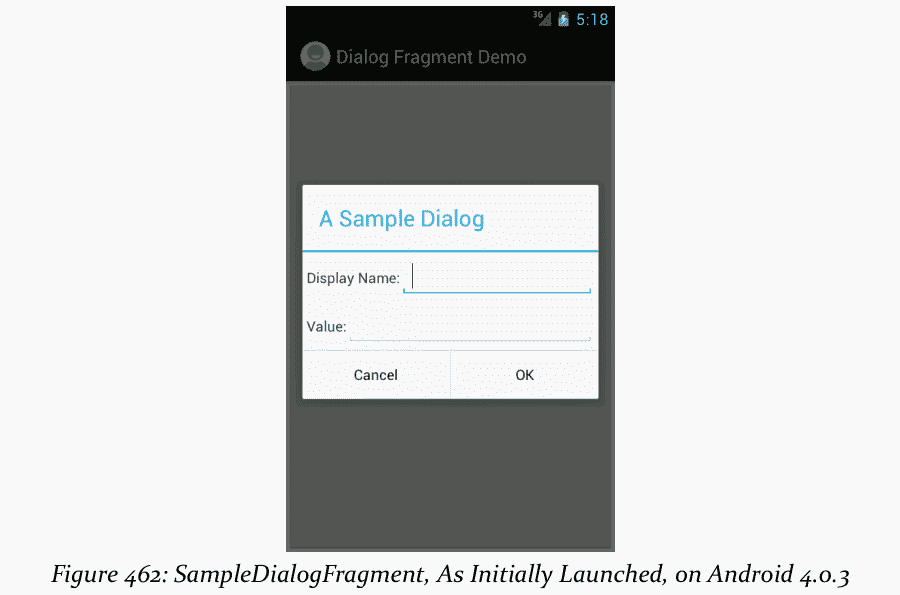 3G 5:18
Dialog Fragment Demo
A Sample Dialog
Display Name:
Value:
Cancel OK
Figure 462: SampleDialogFragment, As Initially Launched, on Android 4.0.3